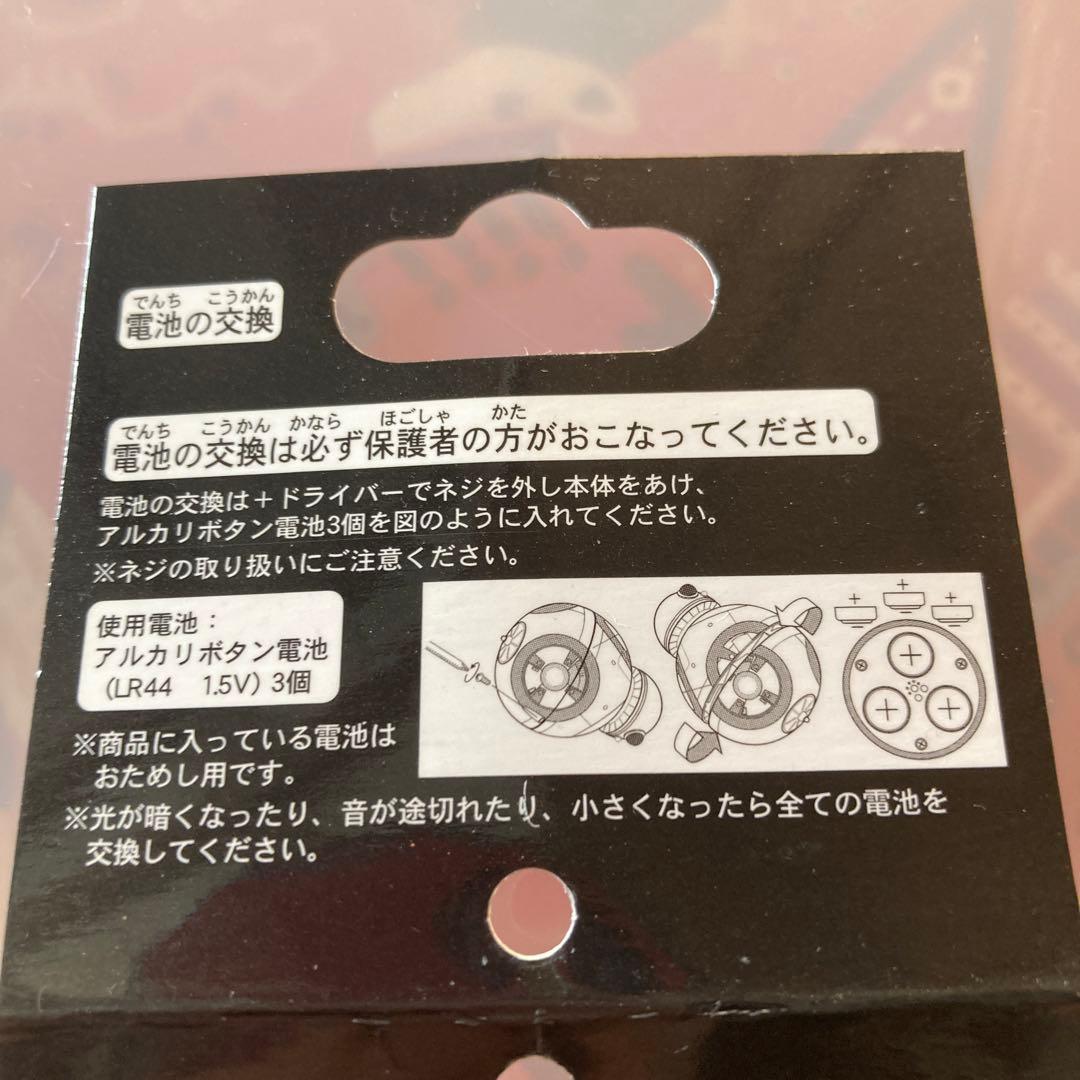 でんち こうかん
電池の交換
でんち こうかん かなら ほごしゃ かた
電池の交換は必ず保護者の方がおこなってください。
電池の交換は+ドライバーでネジを外し本体をあけ、
アルカリボタン電池3個を図のように入れてください。
※ネジの取り扱いにご注意ください。
使用電池:
アルカリボタン電池
(LR44 1.5V) 3個
+ + +
+
+ +
※商品に入っている電池は
おためし用です。
※光が暗くなったり、音が途切れたり、小さくなったら全ての電池を
交換してください。